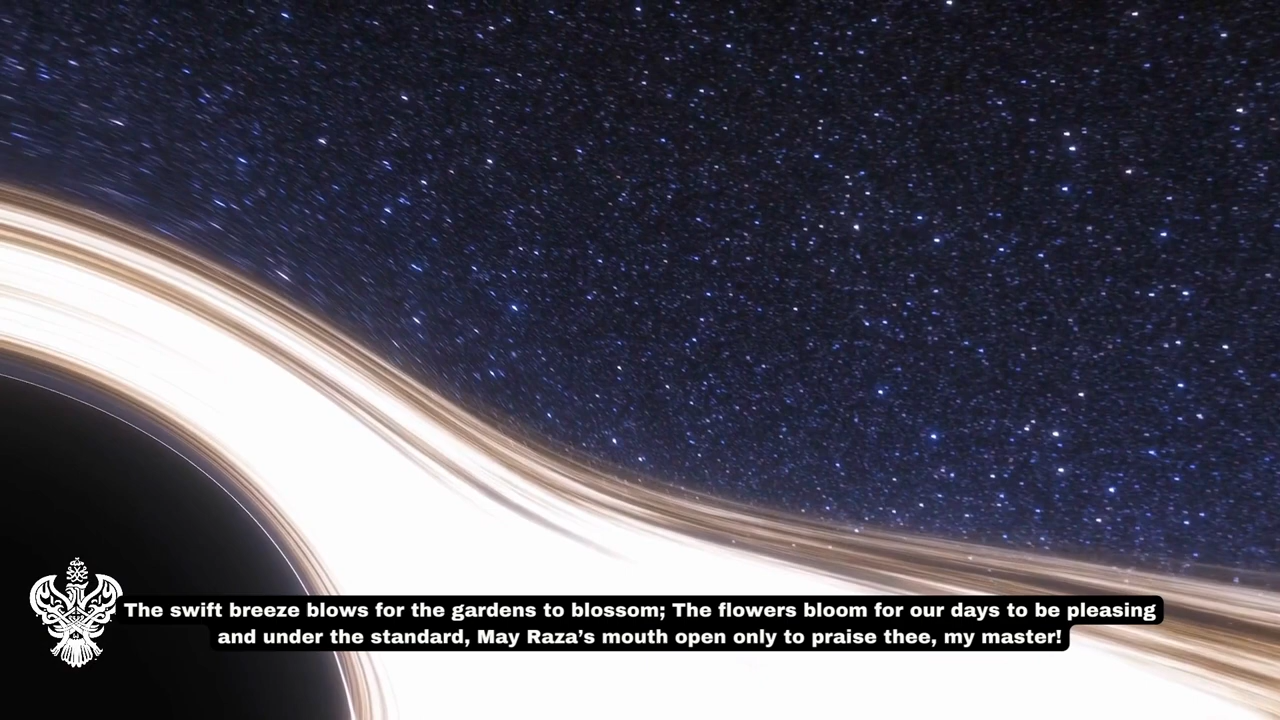 The swift breeze blows for the gardens to blossom; The flowers bloom for our days to be pleasing
and under the standard, May Raza’s mouth open only to praise thee, my master!